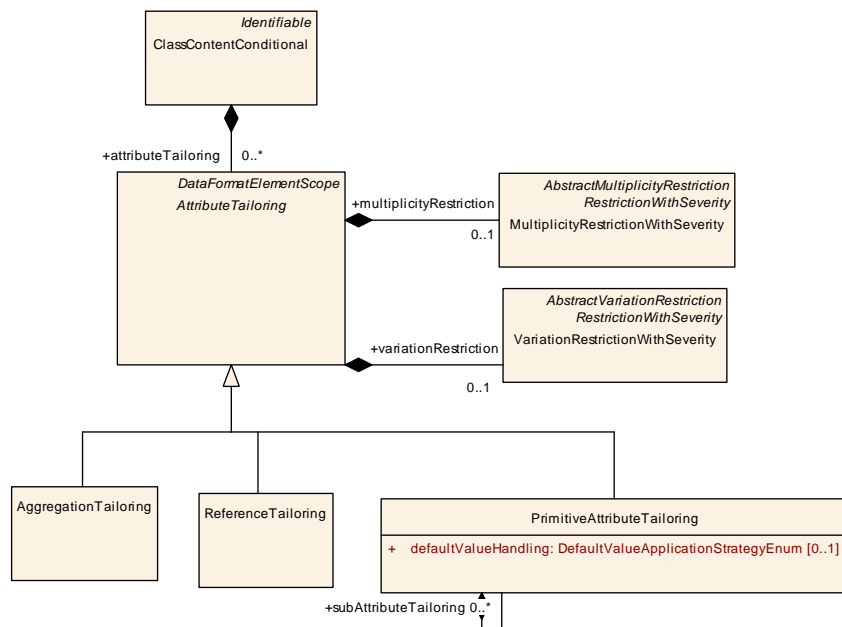 Identifiable
ClassContentConditional
+attributeTailoring 0..*
DataFormatElementScope
AttributeTailoring
+multiplicityRestriction
0..1
AbstractMultiplicityRestriction
RestrictionWithSeverity
MultiplicityRestrictionWithSeverity
AbstractVariationRestriction
RestrictionWithSeverity
VariationRestrictionWithSeverity
+variationRestriction
0..1
AggregationTailoring
ReferenceTailoring
PrimitiveAttributeTailoring
+ defaultValueHandling: DefaultValueApplicationStrategyEnum [0..1]
+subAttributeTailoring 0..*